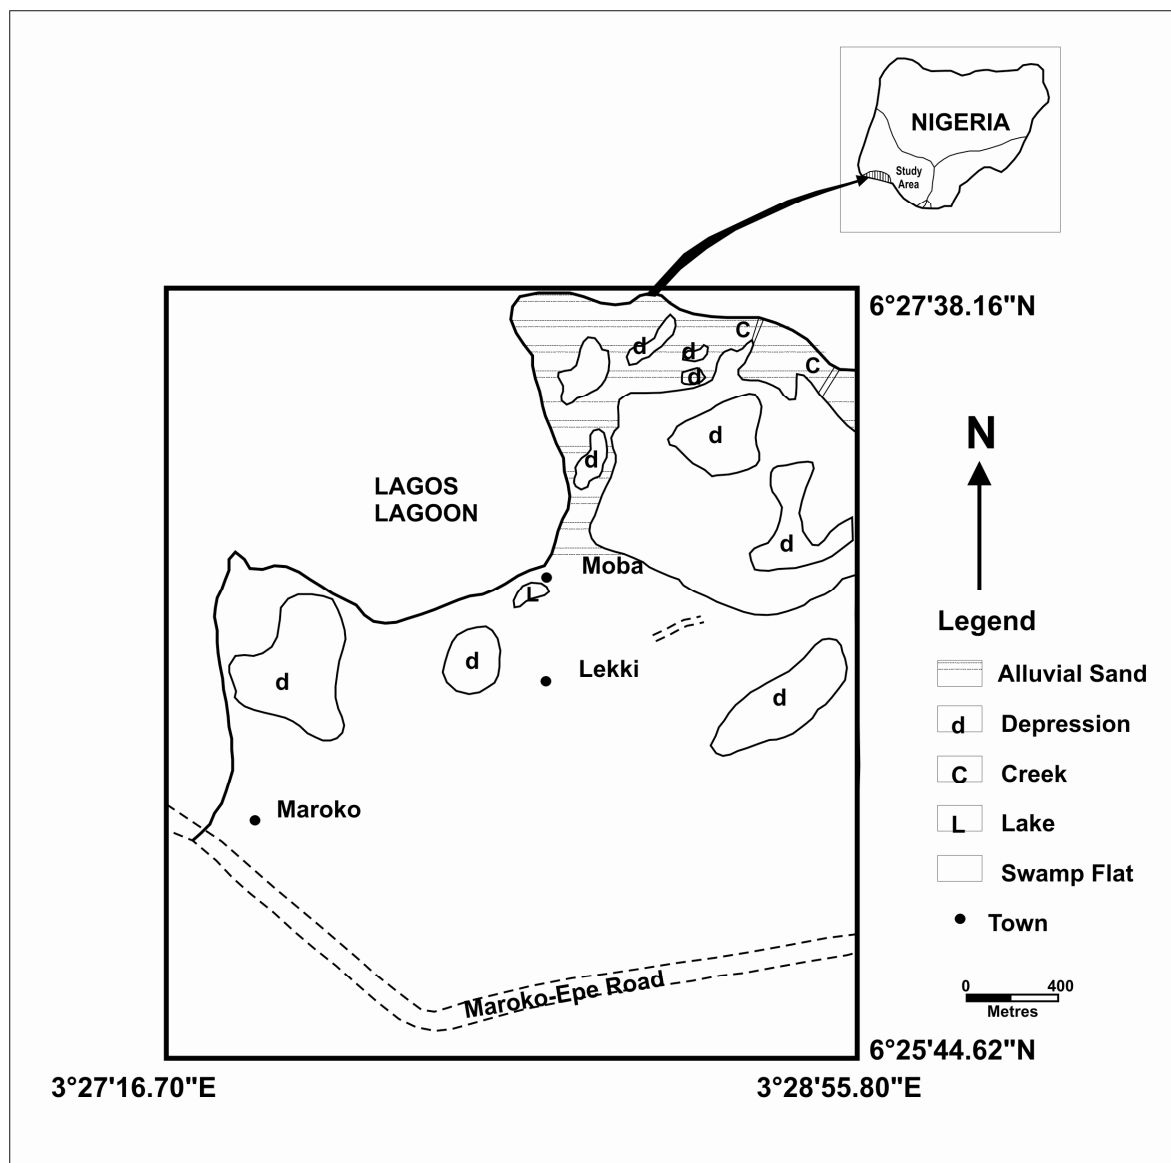 NIGERIA
Study
Area
6°27'38.16"N
C
d
d
C
d
d
d
LAGOS
LAGOON
N
d
Moba
L
Legend
d
Lekki
d
d
Alluvial Sand
d Depression
C Creek
Maroko
L Lake
Swamp Flat
Town
Maroko-Epe Road
0 400
Metres
6°25'44.62"N
3°27'16.70"E
3°28'55.80"E